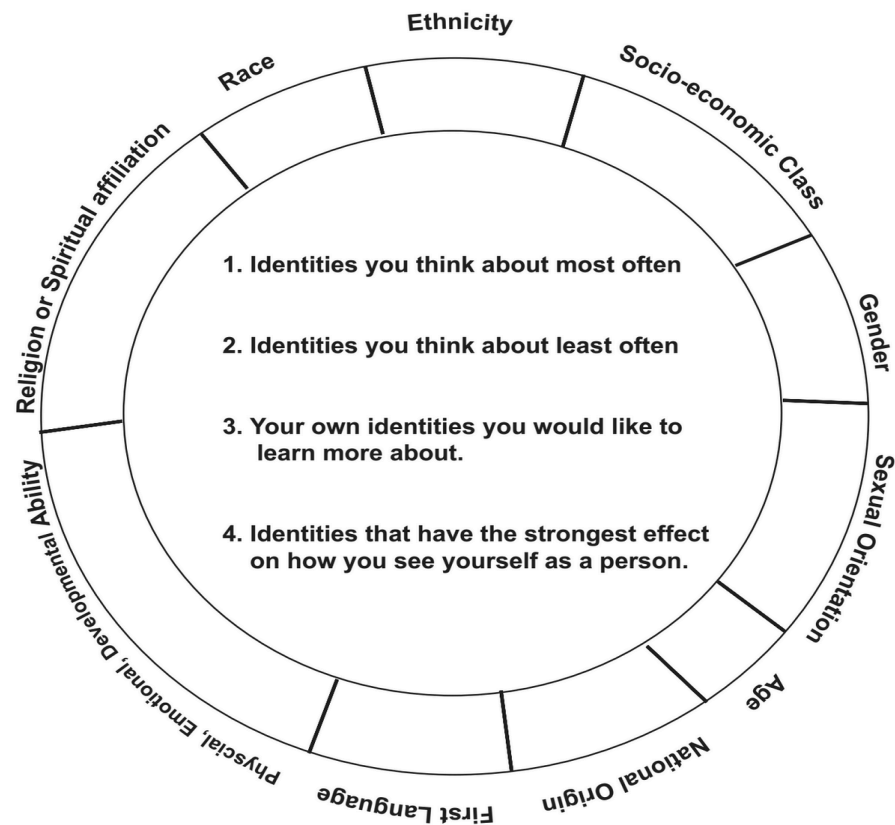 Ethnicity
Socio-economic Class
Gender
Sexual Orientation
Age
National Origin
First Language
Physcial, Emotional, Developmental Ability
Religion or Spiritual affiliation
Race
1. Identities you think about most often
2. Identities you think about least often
3. Your own identities you would like to
learn more about.
4. Identities that have the strongest effect
on how you see yourself as a person.